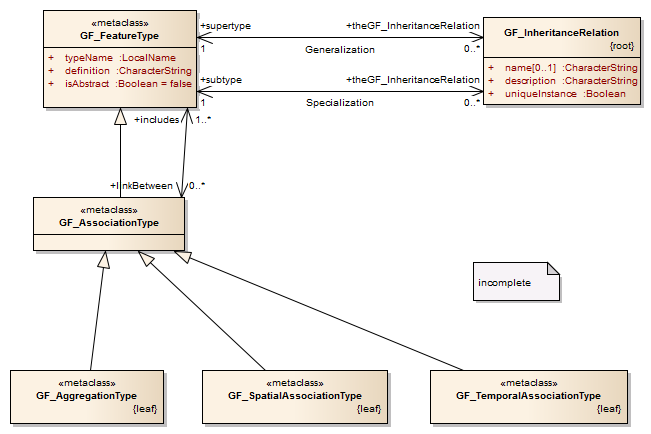 «metaclass»
GF_FeatureType
+ typeName :LocalName
+ definition :CharacterString
+ isAbstract :Boolean = false
+supertype
+theGF_InheritanceRelation
1
Generalization
0..*
+subtype
+theGF_InheritanceRelation
1
Specialization
0..*
GF_InheritanceRelation
{root}
+ name[0..1] :CharacterString
+ description :CharacterString
+ uniqueInstance :Boolean
+includes
1..*
+linkBetween
0..*
«metaclass»
GF_AssociationType
incomplete
«metaclass»
GF_AggregationType
{leaf}
«metaclass»
GF_SpatialAssociationType
{leaf}
«metaclass»
GF_TemporalAssociationType
{leaf}